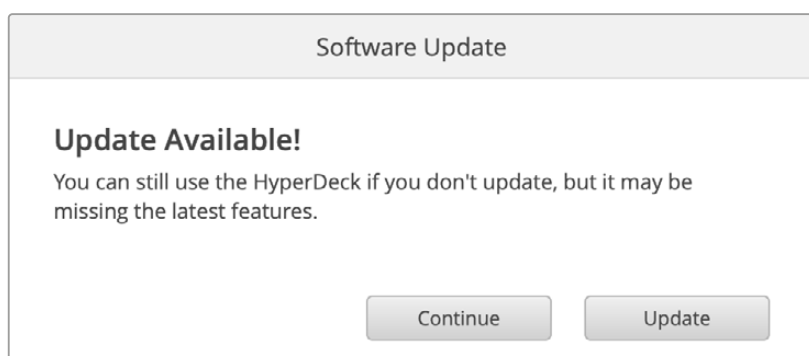 Software Update
Update Available!
You can still use the HyperDeck if you don't update, but it may be
missing the latest features.
Continue Update